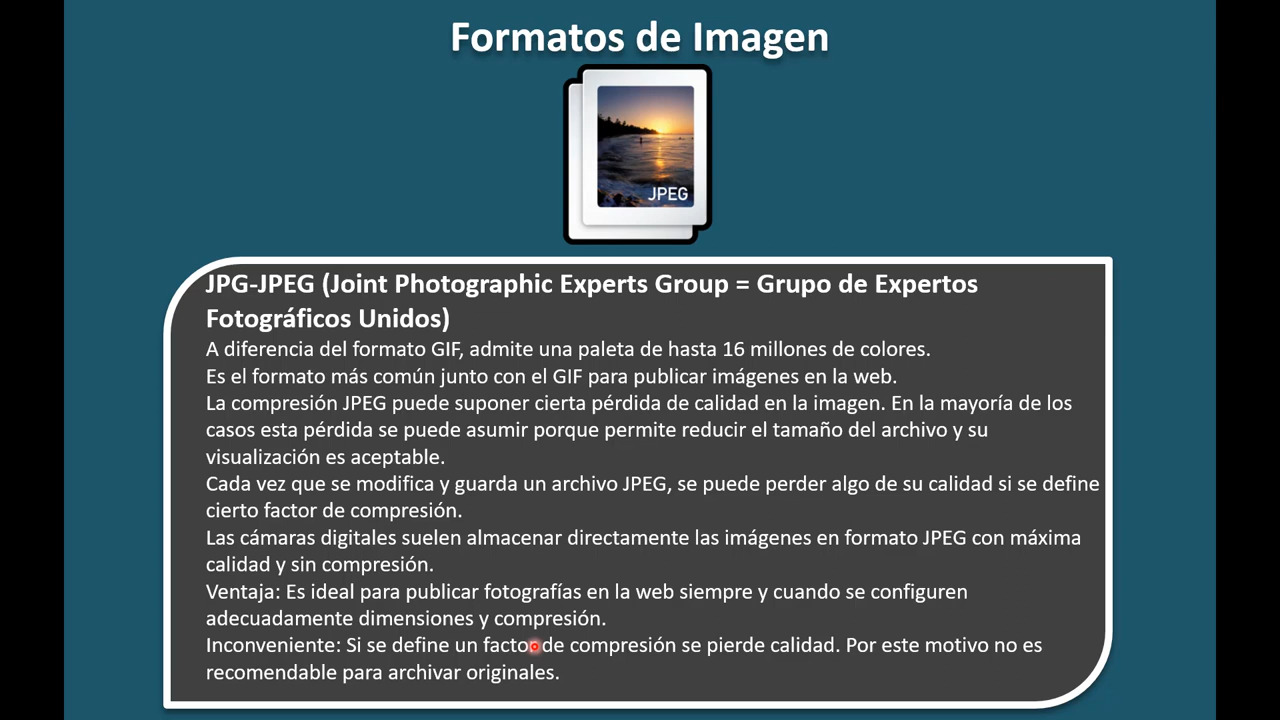 Formatos de Imagen
JPEG
JPG-JPEG (Joint Photographic Experts Group = Grupo de Expertos
Fotográficos Unidos)
A diferencia del formato GIF, admite una paleta de hasta 16 millones de colores.
Es el formato más común junto con el GIF para publicar imágenes en la web.
La compresión JPEG puede suponer cierta pérdida de calidad en la imagen. En la mayoría de los
casos esta pérdida se puede asumir porque permite reducir el tamaño del archivo y su
visualización es aceptable.
Cada vez que se modifica y guarda un archivo JPEG, se puede perder algo de su calidad si se define
cierto factor de compresión.
Las cámaras digitales suelen almacenar directamente las imágenes en formato JPEG con máxima
calidad y sin compresión.
Ventaja: Es ideal para publicar fotografías en la web siempre y cuando se configuren
adecuadamente dimensiones y compresión.
Inconveniente: Si se define un factor de compresión se pierde calidad. Por este motivo no es
recomendable para archivar originales.